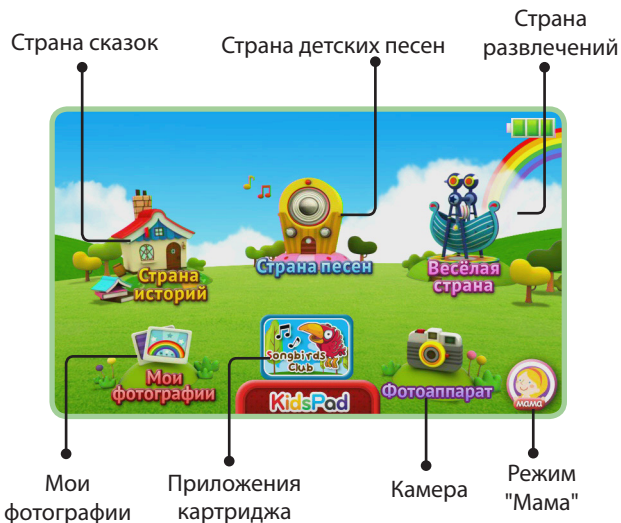 Страна сказок
Страна детских песен
Страна
развлечений
Страна
историй
Страна песен
Весёлая
страна
Мои
фотографии
Songbirds
Club
KidsPad
Фотоаппарат
мама
Мои
фотографии
Приложения
картриджа
Камера
Режим
"Мама"